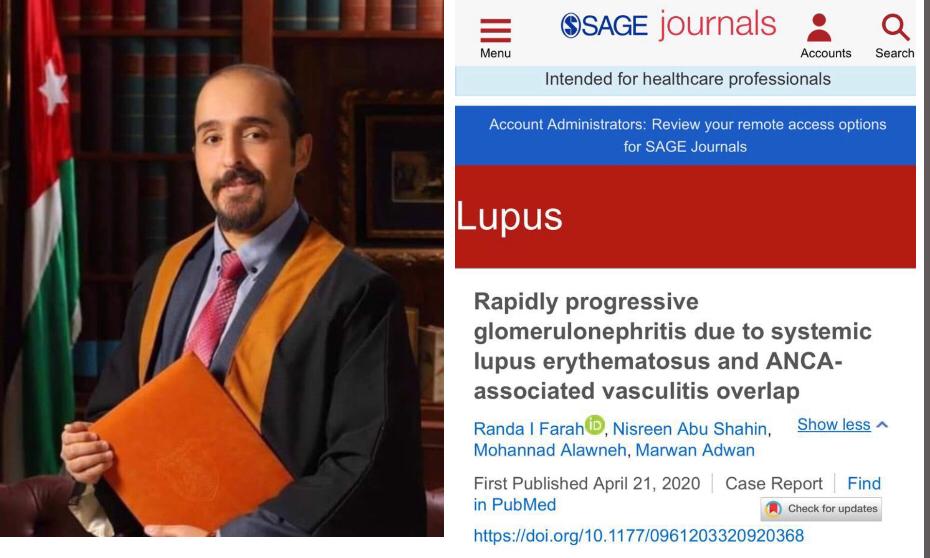 SAGE journals
Menu
Accounts
Search
Intended for healthcare professionals
Account Administrators: Review your remote access options
for SAGE Journals
Lupus
Rapidly progressive
glomerulonephritis due to systemic
lupus erythematosus and ANCA-
associated vasculitis overlap
Randa I Farah iD, Nisreen Abu Shahin,
Show less
Mohannad Alawneh, Marwan Adwan
First Published April 21, 2020 | Case Report | Find
in PubMed
Check for updates
https://doi.org/10.1177/0961203320920368